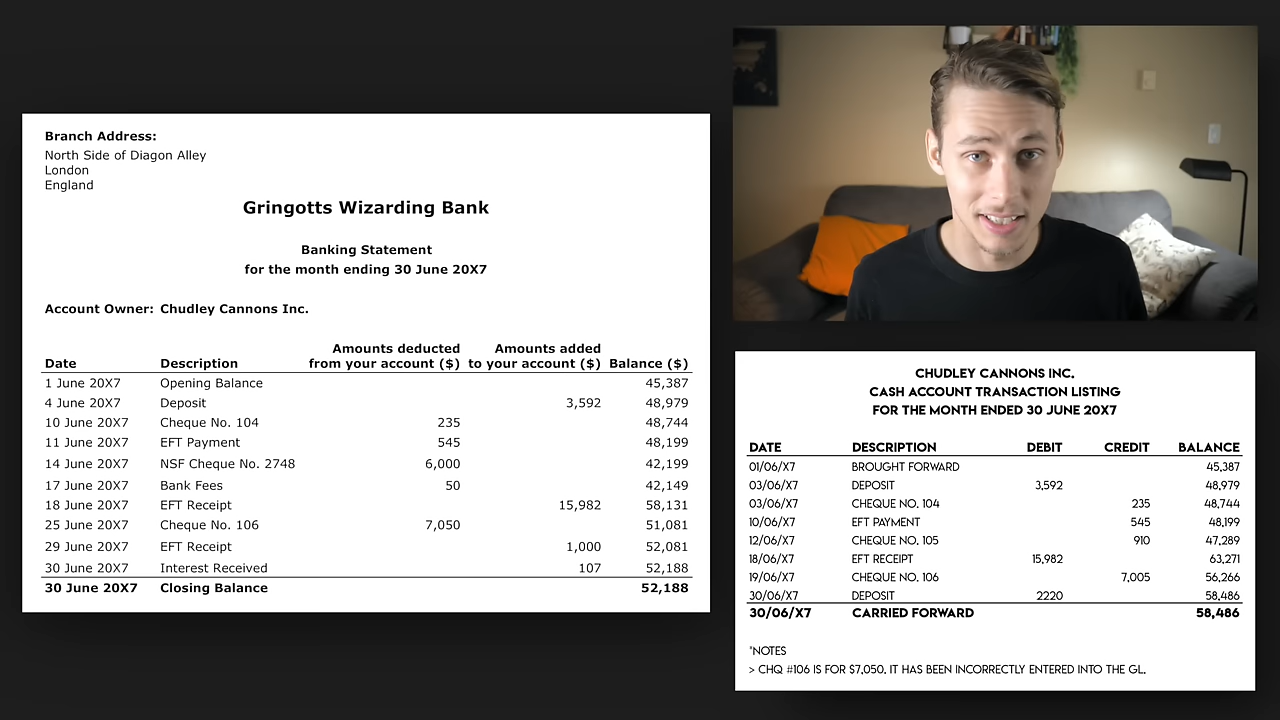 Branch Address:
North Side of Diagon Alley
London
England
Gringotts Wizarding Bank
Banking Statement
for the month ending 30 June 20X7
Account Owner: Chudley Cannons Inc.
Amounts deducted Amounts added
Date Description from your account ($) to your account ($) Balance ($)
1 June 20X7 Opening Balance 45,387
4 June 20X7 Deposit 3,592 48,979
10 June 20X7 Cheque No. 104 235 48,744
11 June 20X7 EFT Payment 545 48,199
14 June 20X7 NSF Cheque No. 2748 6,000 42,199
17 June 20X7 Bank Fees 50 42,149
18 June 20X7 EFT Receipt 15,982 58,131
25 June 20X7 Cheque No. 106 7,050 51,081
29 June 20X7 EFT Receipt 1,000 52,081
30 June 20X7 Interest Received 107 52,188
30 June 20X7 Closing Balance 52,188
CHUDLEY CANNONS INC.
CASH ACCOUNT TRANSACTION LISTING
FOR THE MONTH ENDED 30 JUNE 20X7
DATE DESCRIPTION DEBIT CREDIT BALANCE
01/06/X7 BROUGHT FORWARD 45,387
03/06/X7 DEPOSIT 3,592 48,979
03/06/X7 CHEQUE NO. 104 235 48,744
10/06/X7 EFT PAYMENT 545 48,199
12/06/X7 CHEQUE NO. 105 910 47,289
18/06/X7 EFT RECEIPT 15,982 63,271
19/06/X7 CHEQUE NO. 106 7,005 56,266
30/06/X7 DEPOSIT 2220 58,486
30/06/X7 CARRIED FORWARD 58,486
*NOTES
> CHQ #106 IS FOR $7,050, IT HAS BEEN INCORRECTLY ENTERED INTO THE GL.